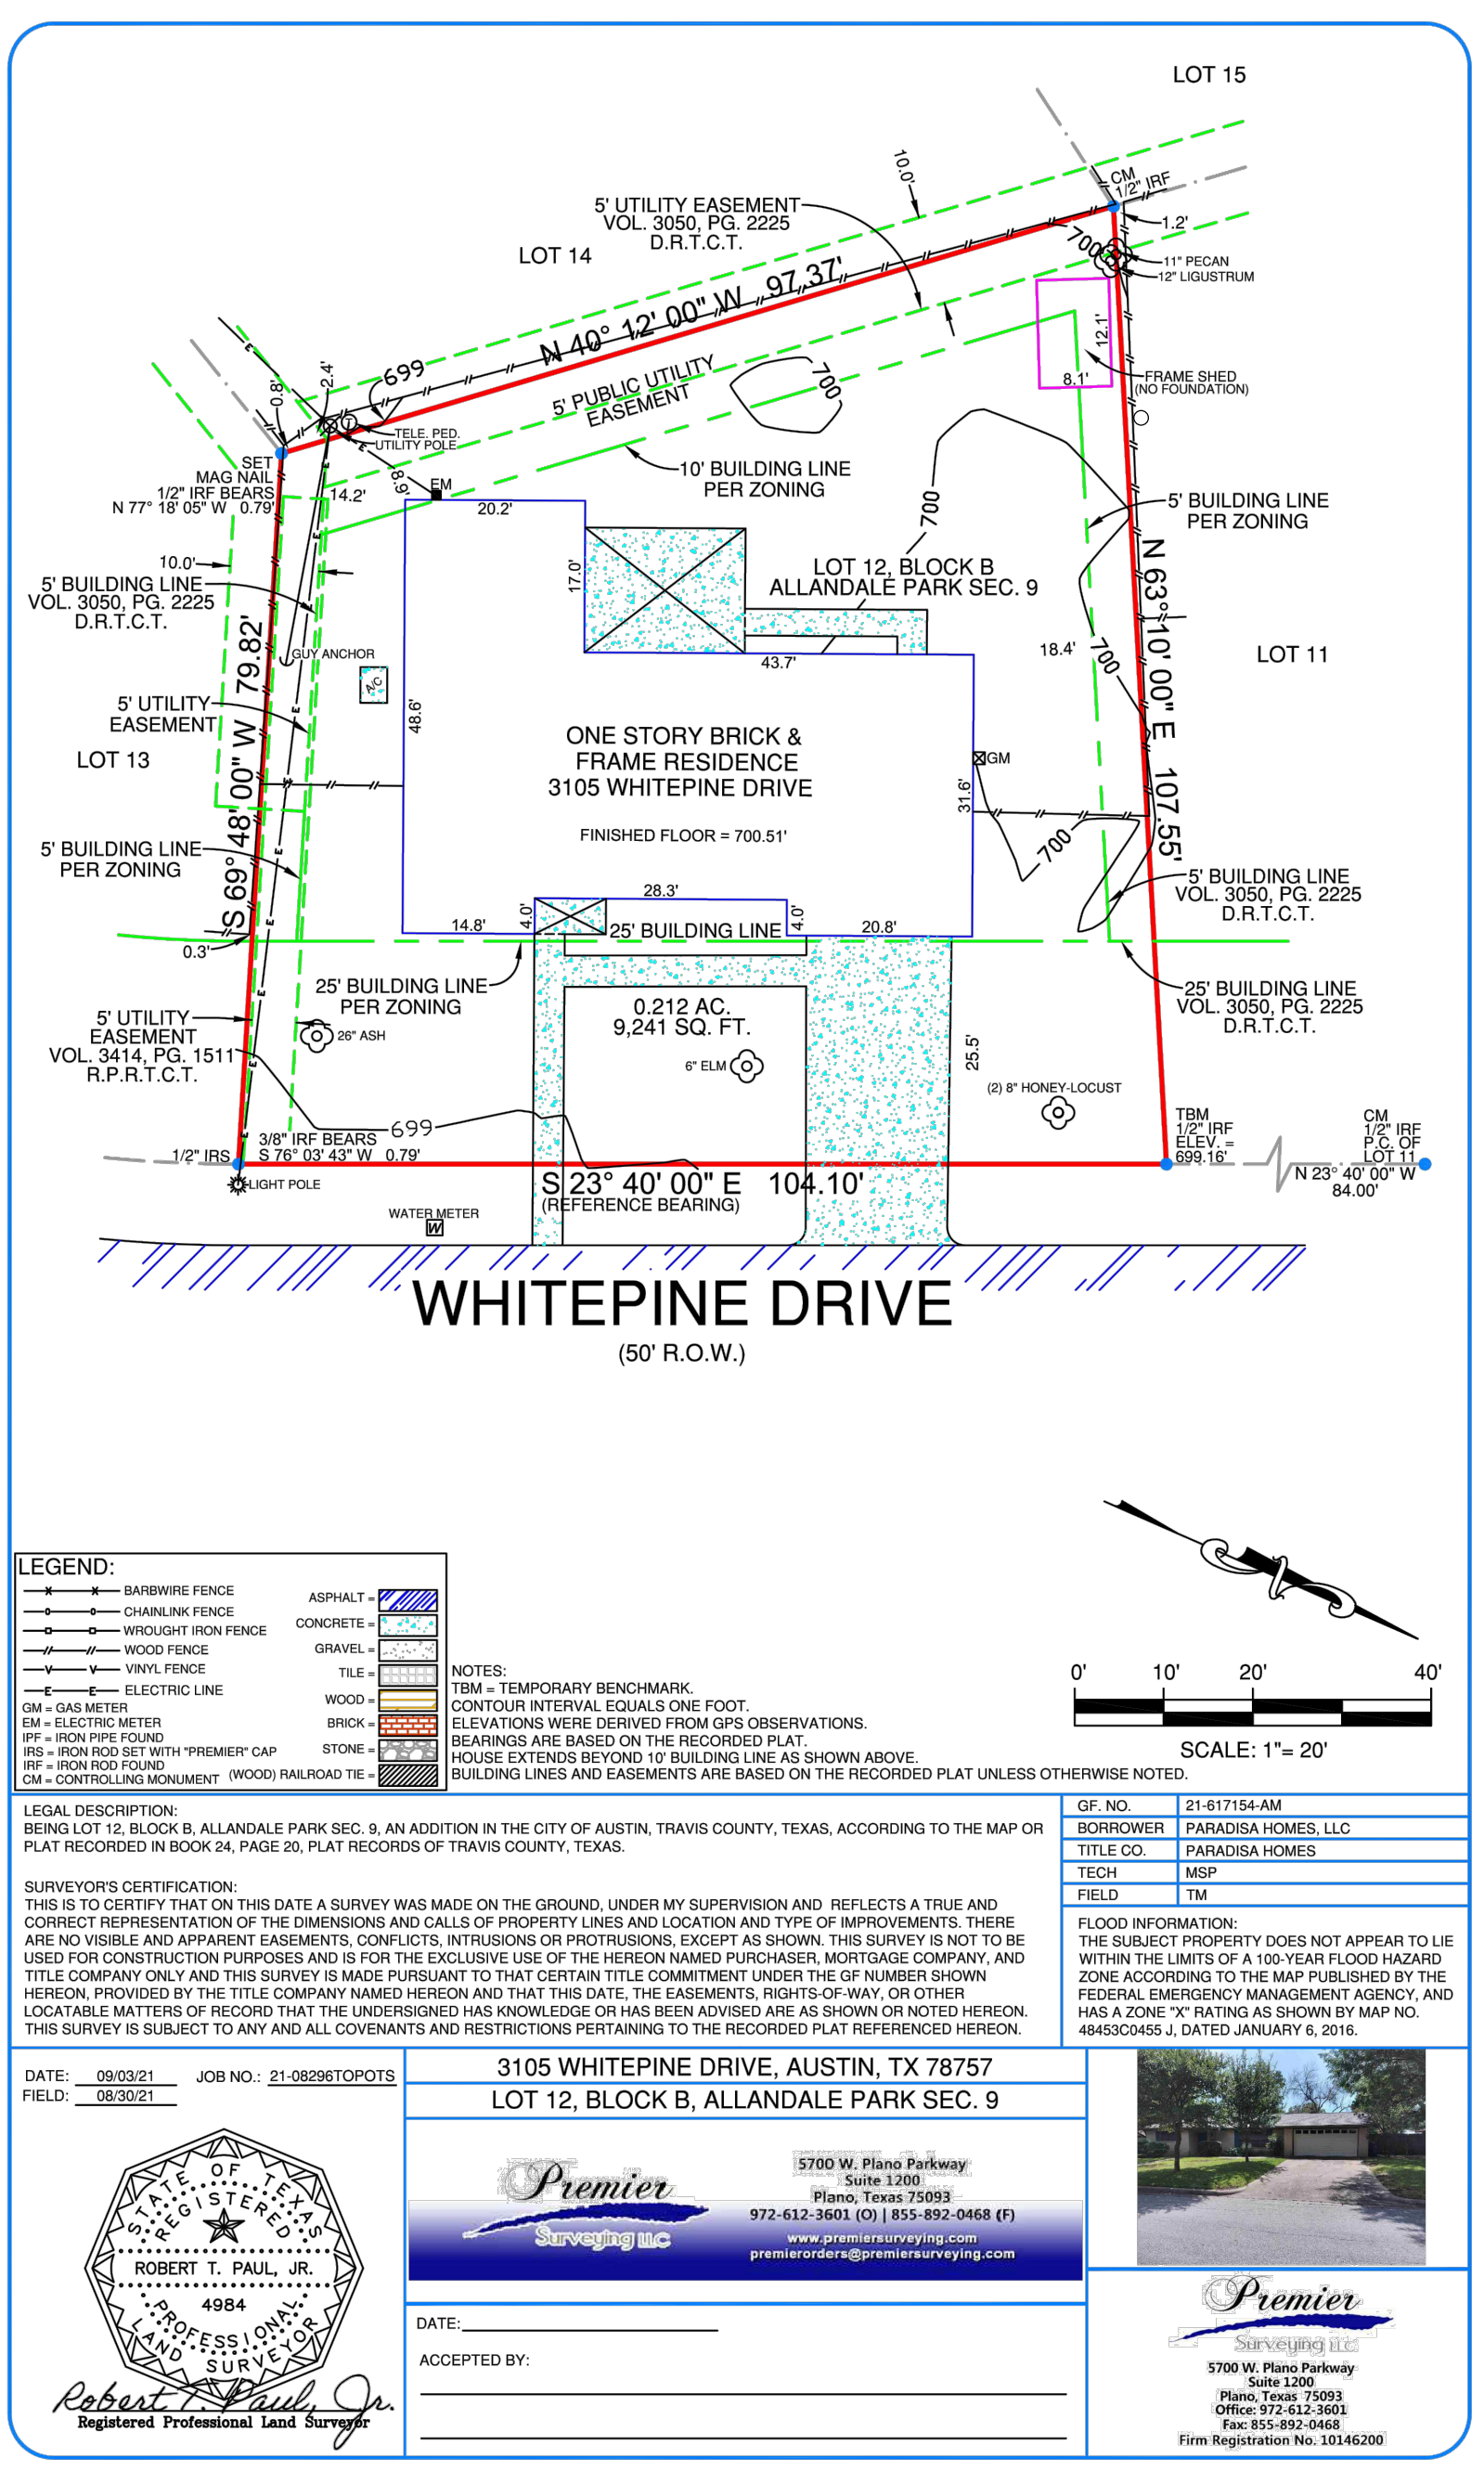 LOT 15
CM
1/2" IRF
10.0'
5' UTILITY EASEMENT
VOL. 3050, PG. 2225
D.R.T.C.T.
1.2'
700
11" PECAN
12" LIGUSTRUM
LOT 14
N 40° 12' 00" W 97.37'
12.1'
8.1'
FRAME SHED
(NO FOUNDATION)
699
2.4'
0.8'
5' PUBLIC UTILITY
EASEMENT
700
TELE. PED.
UTILITY POLE
T
SET
MAG NAIL
1/2" IRF BEARS
N 77° 18' 05" W 0.79'
8.9'
EM
14.2'
20.2'
10' BUILDING LINE
PER ZONING
700
5' BUILDING LINE
PER ZONING
10.0'
5' BUILDING LINE
VOL. 3050, PG. 2225
D.R.T.C.T.
17.0'
LOT 12, BLOCK B
ALLANDALE PARK SEC. 9
N 63° 10' 00" E 107.55'
GUY ANCHOR
A/C
43.7'
18.4'
700
LOT 11
S 69° 48' 00" W 79.82'
5' UTILITY
EASEMENT
48.6'
LOT 13
ONE STORY BRICK &
FRAME RESIDENCE
3105 WHITEPINE DRIVE
GM
31.6'
FINISHED FLOOR = 700.51'
700
5' BUILDING LINE
PER ZONING
5' BUILDING LINE
VOL. 3050, PG. 2225
D.R.T.C.T.
28.3'
14.8'
4.0'
25' BUILDING LINE
4.0'
20.8'
0.3'
25' BUILDING LINE
PER ZONING
25' BUILDING LINE
VOL. 3050, PG. 2225
D.R.T.C.T.
0.212 AC.
9,241 SQ. FT.
5' UTILITY
EASEMENT
VOL. 3414, PG. 1511
R.P.R.T.C.T.
26" ASH
6" ELM
25.5'
(2) 8" HONEY-LOCUST
699
TBM
1/2" IRF
ELEV. =
699.16'
CM
1/2" IRF
P.C. OF
LOT 11
N 23° 40' 00" W
84.00'
3/8" IRF BEARS
S 76° 03' 43" W 0.79'
1/2" IRS
LIGHT POLE
S 23° 40' 00" E 104.10'
(REFERENCE BEARING)
WATER METER
W
WHITEPINE DRIVE
(50' R.O.W.)
LEGEND:
BARBWIRE FENCE
CHAINLINK FENCE
WROUGHT IRON FENCE
WOOD FENCE
VINYL FENCE
ELECTRIC LINE
GM = GAS METER
EM = ELECTRIC METER
IPF = IRON PIPE FOUND
IRS = IRON ROD SET WITH "PREMIER" CAP
IRF = IRON ROD FOUND
CM = CONTROLLING MONUMENT
ASPHALT =
CONCRETE =
GRAVEL =
TILE =
WOOD =
BRICK =
STONE =
(WOOD) RAILROAD TIE =
NOTES:
TBM = TEMPORARY BENCHMARK.
CONTOUR INTERVAL EQUALS ONE FOOT.
ELEVATIONS WERE DERIVED FROM GPS OBSERVATIONS.
BEARINGS ARE BASED ON THE RECORDED PLAT.
HOUSE EXTENDS BEYOND 10' BUILDING LINE AS SHOWN ABOVE.
BUILDING LINES AND EASEMENTS ARE BASED ON THE RECORDED PLAT UNLESS OTHERWISE NOTED.
0' 10' 20' 40'
SCALE: 1"= 20'
LEGAL DESCRIPTION:
BEING LOT 12, BLOCK B, ALLANDALE PARK SEC. 9, AN ADDITION IN THE CITY OF AUSTIN, TRAVIS COUNTY, TEXAS, ACCORDING TO THE MAP OR
PLAT RECORDED IN BOOK 24, PAGE 20, PLAT RECORDS OF TRAVIS COUNTY, TEXAS.
SURVEYOR'S CERTIFICATION:
THIS IS TO CERTIFY THAT ON THIS DATE A SURVEY WAS MADE ON THE GROUND, UNDER MY SUPERVISION AND REFLECTS A TRUE AND
CORRECT REPRESENTATION OF THE DIMENSIONS AND CALLS OF PROPERTY LINES AND LOCATION AND TYPE OF IMPROVEMENTS. THERE
ARE NO VISIBLE AND APPARENT EASEMENTS, CONFLICTS, INTRUSIONS OR PROTRUSIONS, EXCEPT AS SHOWN. THIS SURVEY IS NOT TO BE
USED FOR CONSTRUCTION PURPOSES AND IS FOR THE EXCLUSIVE USE OF THE HEREON NAMED PURCHASER, MORTGAGE COMPANY, AND
TITLE COMPANY ONLY AND THIS SURVEY IS MADE PURSUANT TO THAT CERTAIN TITLE COMMITMENT UNDER THE GF NUMBER SHOWN
HEREON, PROVIDED BY THE TITLE COMPANY NAMED HEREON AND THAT THIS DATE, THE EASEMENTS, RIGHTS-OF-WAY, OR OTHER
LOCATABLE MATTERS OF RECORD THAT THE UNDERSIGNED HAS KNOWLEDGE OR HAS BEEN ADVISED ARE AS SHOWN OR NOTED HEREON.
THIS SURVEY IS SUBJECT TO ANY AND ALL COVENANTS AND RESTRICTIONS PERTAINING TO THE RECORDED PLAT REFERENCED HEREON.
GF. NO. 21-617154-AM
BORROWER PARADISA HOMES, LLC
TITLE CO. PARADISA HOMES
TECH MSP
FIELD TM
FLOOD INFORMATION:
THE SUBJECT PROPERTY DOES NOT APPEAR TO LIE
WITHIN THE LIMITS OF A 100-YEAR FLOOD HAZARD
ZONE ACCORDING TO THE MAP PUBLISHED BY THE
FEDERAL EMERGENCY MANAGEMENT AGENCY, AND
HAS A ZONE "X" RATING AS SHOWN BY MAP NO.
48453C0455 J, DATED JANUARY 6, 2016.
DATE: 09/03/21 JOB NO.: 21-08296TOPOTS
FIELD: 08/30/21
STATE OF TEXAS
REGISTERED
ROBERT T. PAUL, JR.
4984
PROFESSIONAL
LAND SURVEYOR
Robert T. Paul, Jr.
Registered Professional Land Surveyor
3105 WHITEPINE DRIVE, AUSTIN, TX 78757
LOT 12, BLOCK B, ALLANDALE PARK SEC. 9
Premier
Surveying LLC
5700 W. Plano Parkway
Suite 1200
Plano, Texas 75093
972-612-3601 (O) | 855-892-0468 (F)
www.premiersurveying.com
premierorders@premiersurveying.com
DATE:
ACCEPTED BY:
Premier
Surveying LLC
5700 W. Plano Parkway
Suite 1200
Plano, Texas 75093
Office: 972-612-3601
Fax: 855-892-0468
Firm Registration No. 10146200